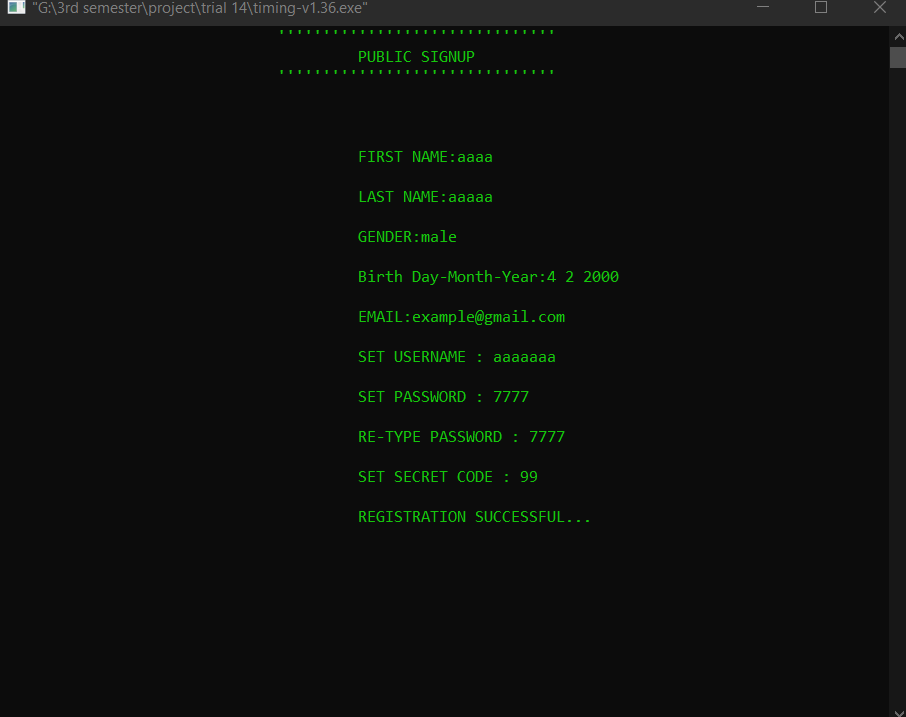 "G:\3rd semester\project\trial 14\timing-v1.36.exe"
'''''''''''''''''''''''''''''''
PUBLIC SIGNUP
'''''''''''''''''''''''''''''''
FIRST NAME:aaaa
LAST NAME:aaaaa
GENDER:male
Birth Day-Month-Year:4 2 2000
EMAIL:example@gmail.com
SET USERNAME : aaaaaaa
SET PASSWORD : 7777
RE-TYPE PASSWORD : 7777
SET SECRET CODE : 99
REGISTRATION SUCCESSFUL...